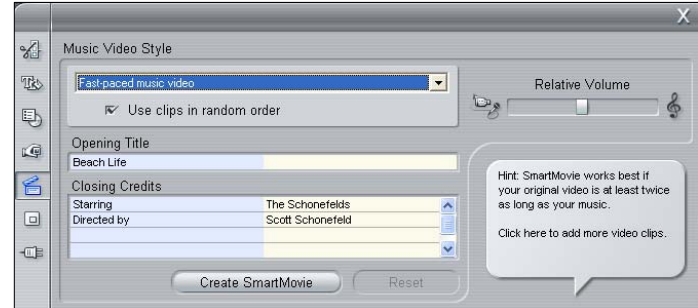 X
Music Video Style
Fast-paced music video
Use clips in random order
Relative Volume
Opening Title
Beach Life
Closing Credits
Starring The Schonefelds
Directed by Scott Schonefeld
Create SmartMovie
Reset
Hint: SmartMovie works best if
your original video is at least twice
as long as your music.
Click here to add more video clips.